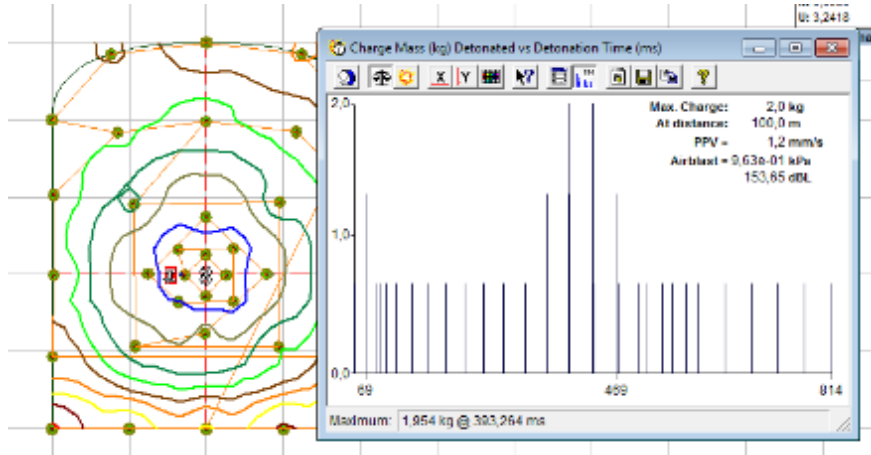 U: 3,2418
Charge Mass (kg) Detonated vs Detonation Time (ms)
X Y
2,0
Max. Charge: 2,0 kg
At distance: 100,0 m
PPV = 1,2 mm/s
Airblast = 9,63e-01 kPa
153,65 dBL
1,0
0,0
69 469 814
Maximum: 1,954 kg @ 393,264 ms